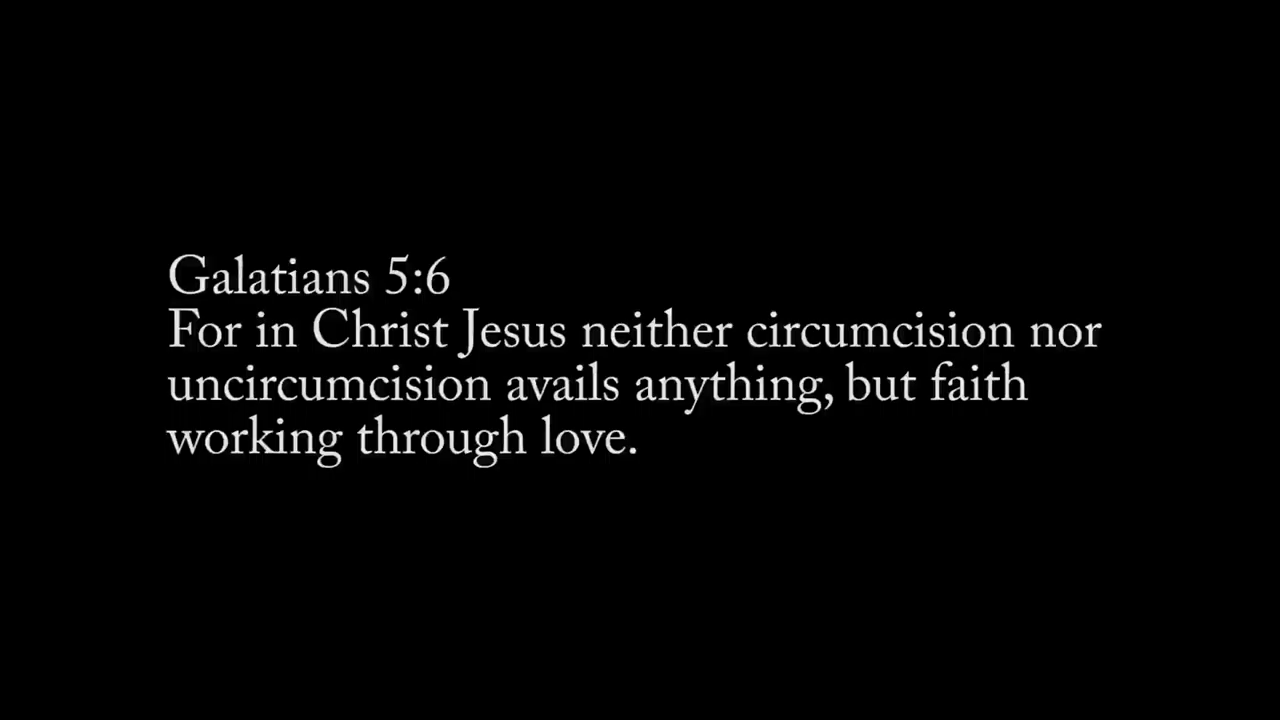 Galatians 5:6
For in Christ Jesus neither circumcision nor
uncircumcision avails anything, but faith
working through love.